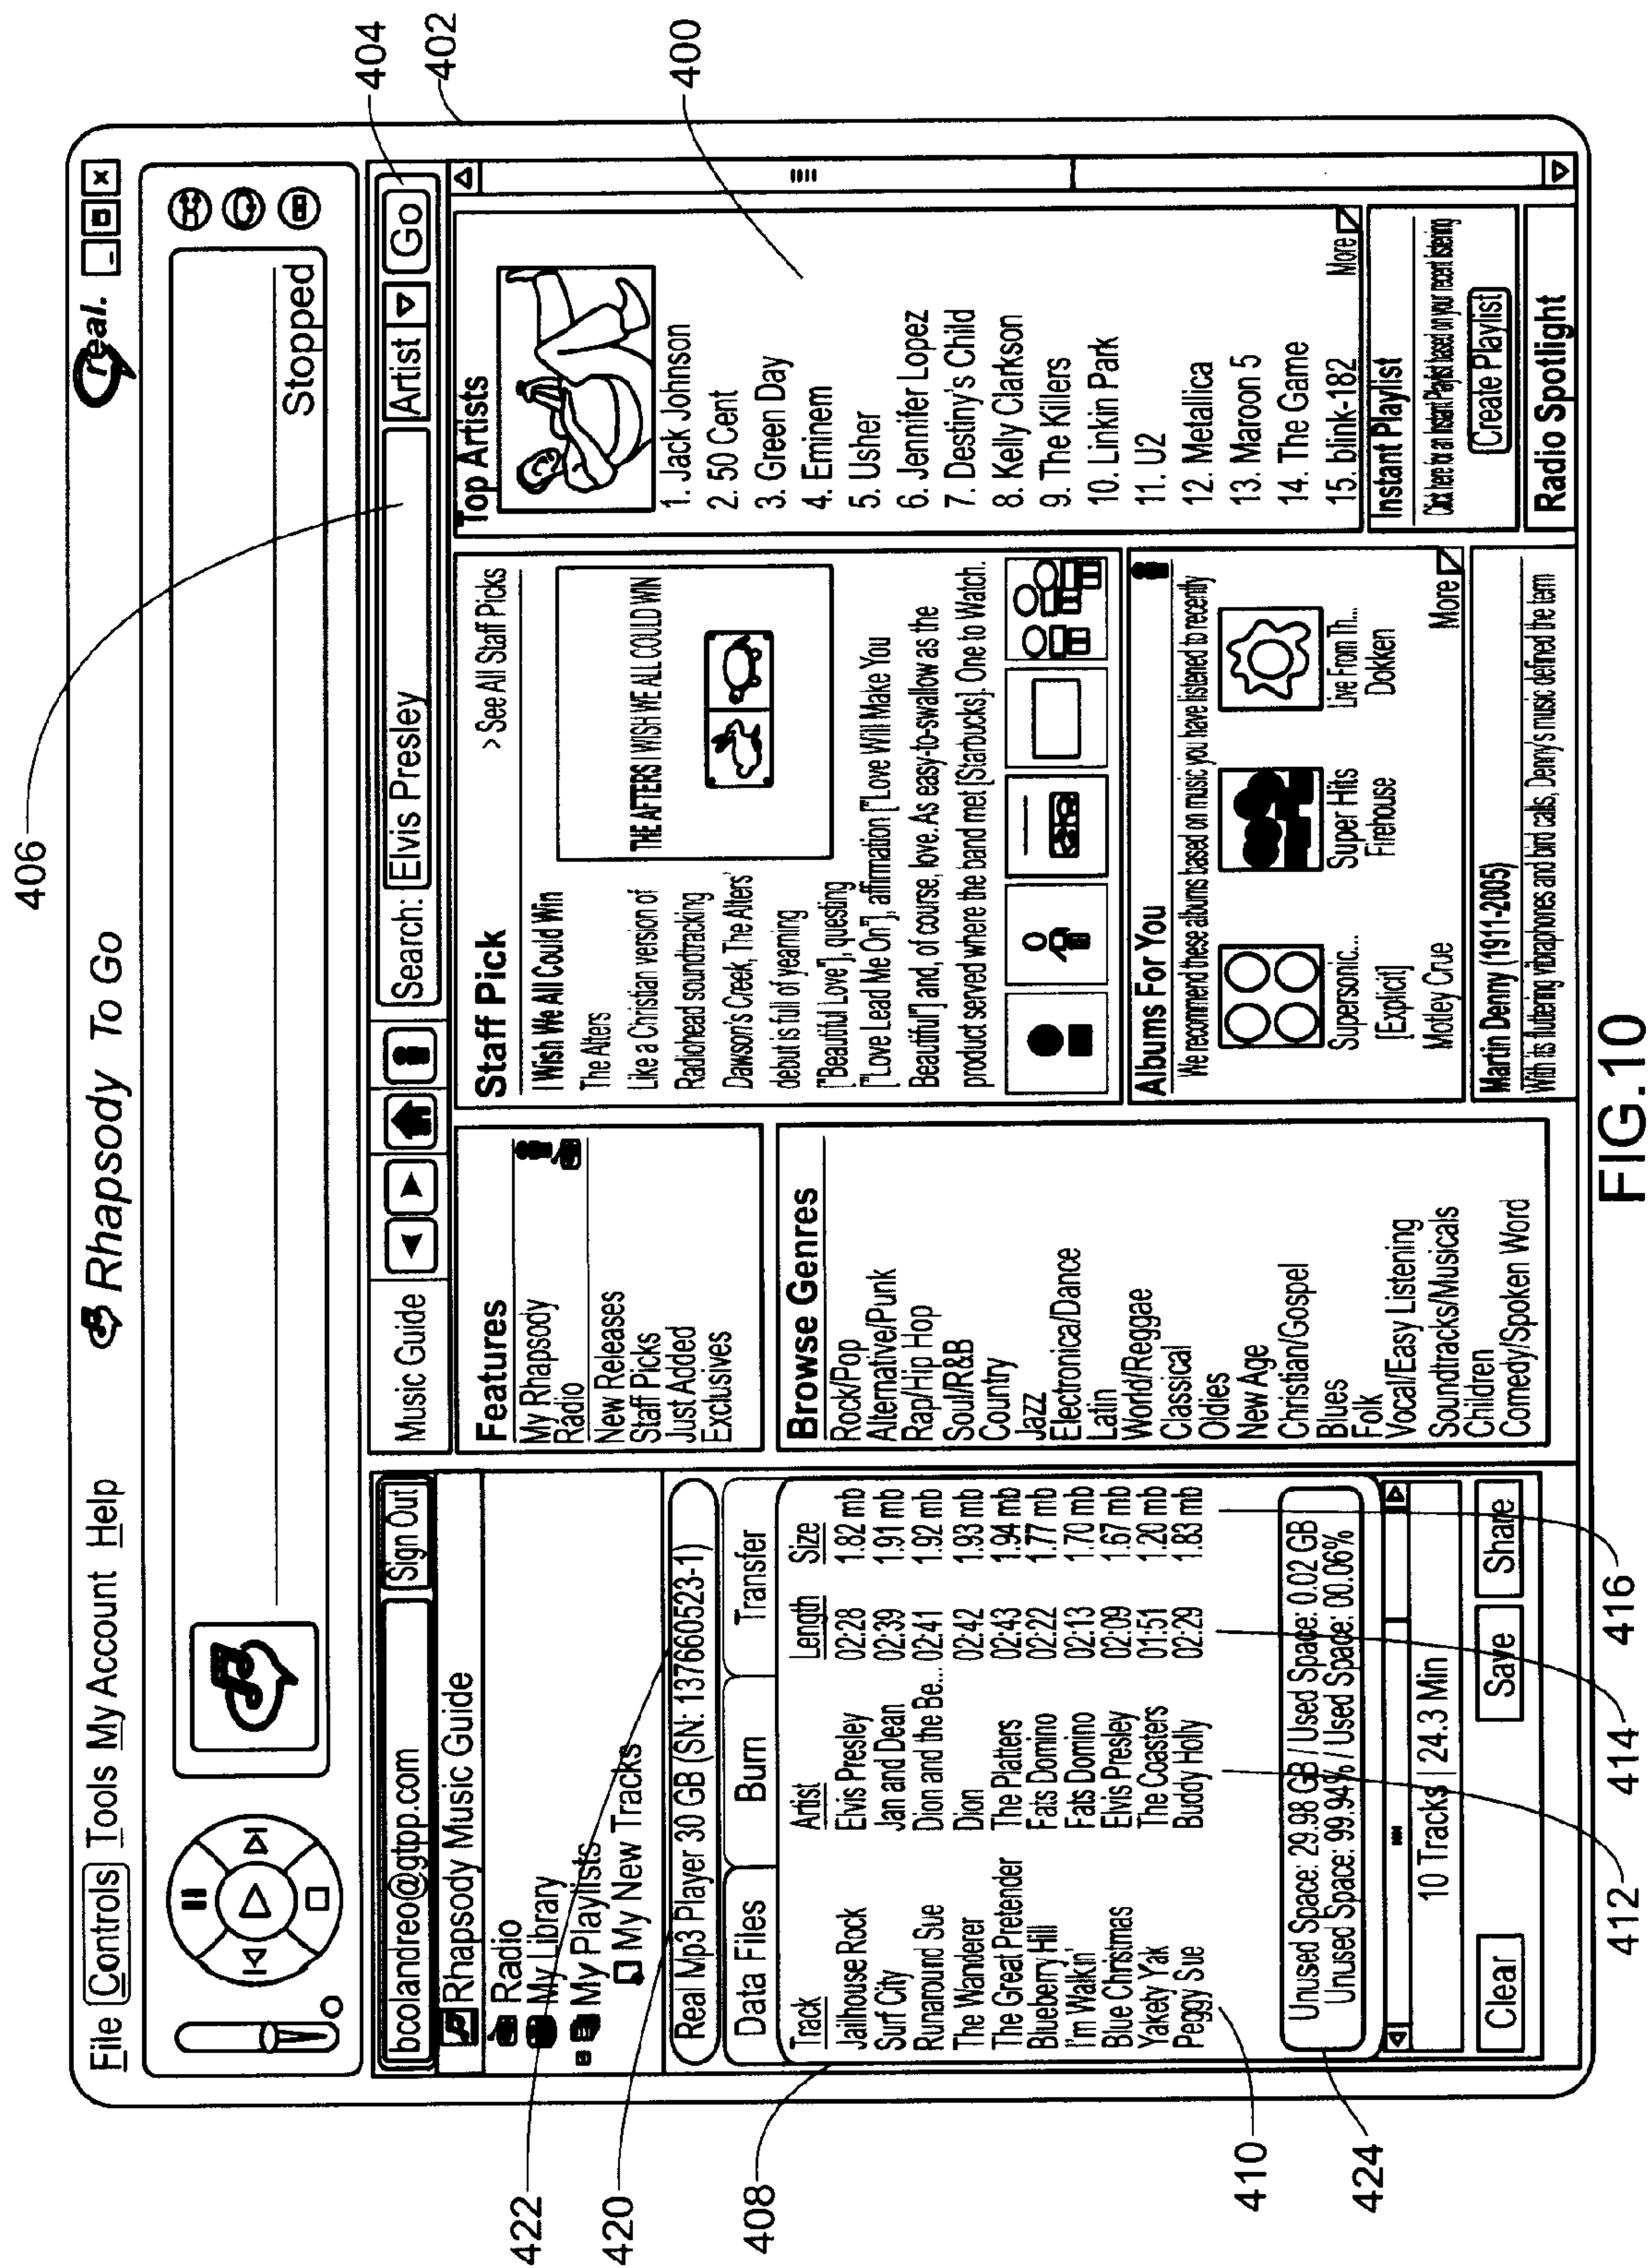 File Controls Tools My Account Help
Rhapsody To Go
real.
Stopped
bcolandreo@gtpp.com Sign Out
Rhapsody Music Guide
Radio
My Library
My Playlists
My New Tracks
Real Mp3 Player 30 GB (SN: 137660523-1)
Data Files Burn Transfer
Track Artist Length Size
Jailhouse Rock Elvis Presley 02:28 1.82 mb
Surf City Jan and Dean 02:39 1.91 mb
Runaround Sue Dion and the Be... 02:41 1.92 mb
The Wanderer Dion 02:42 1.93 mb
The Great Pretender The Platters 02:43 1.94 mb
Blueberry Hill Fats Domino 02:22 1.77 mb
I'm Walkin' Fats Domino 02:13 1.70 mb
Blue Christmas Elvis Presley 02:09 1.67 mb
Yakety Yak The Coasters 01:51 1.20 mb
Peggy Sue Buddy Holly 02:29 1.83 mb
Unused Space: 29.98 GB / Used Space: 0.02 GB
Unused Space: 99.94% / Used Space: 00.06%
10 Tracks | 24.3 Min
Clear Save Share
Music Guide
Search: Elvis Presley Artist Go
Features
My Rhapsody
Radio
New Releases
Staff Picks
Just Added
Exclusives
Browse Genres
Rock/Pop
Alternative/Punk
Rap/Hip Hop
Soul/R&B
Country
Jazz
Electronica/Dance
Latin
World/Reggae
Classical
Oldies
New Age
Christian/Gospel
Blues
Folk
Vocal/Easy Listening
Soundtracks/Musicals
Children
Comedy/Spoken Word
Staff Pick > See All Staff Picks
I Wish We All Could Win
The Alters
Like a Christian version of
Radiohead soundtracking
Dawson's Creek, The Alters'
debut is full of yearning
["Beautiful Love"], questing
["Love Lead Me On"], affirmation ["Love Will Make You
Beautiful"] and, of course, love. As easy-to-swallow as the
product served where the band met [Starbucks]. One to Watch.
THE AFTERS I WISH WE ALL COULD WIN
Albums For You
We recommend these albums based on music you have listened to recently
Supersonic...
[Explicit]
Motley Crue
Super Hits
Firehouse
Live From Th...
Dokken
More
Martin Denny (1911-2005)
With its fluttering vibraphones and bird calls, Denny's music defined the term
Top Artists
1. Jack Johnson
2. 50 Cent
3. Green Day
4. Eminem
5. Usher
6. Jennifer Lopez
7. Destiny's Child
8. Kelly Clarkson
9. The Killers
10. Linkin Park
11. U2
12. Metallica
13. Maroon 5
14. The Game
15. blink-182
More
Instant Playlist
Click here for an Instant Playlist based on your recent listening
Create Playlist
Radio Spotlight
406
404
402
400
422
420
408
410
424
412
414
416
FIG.10